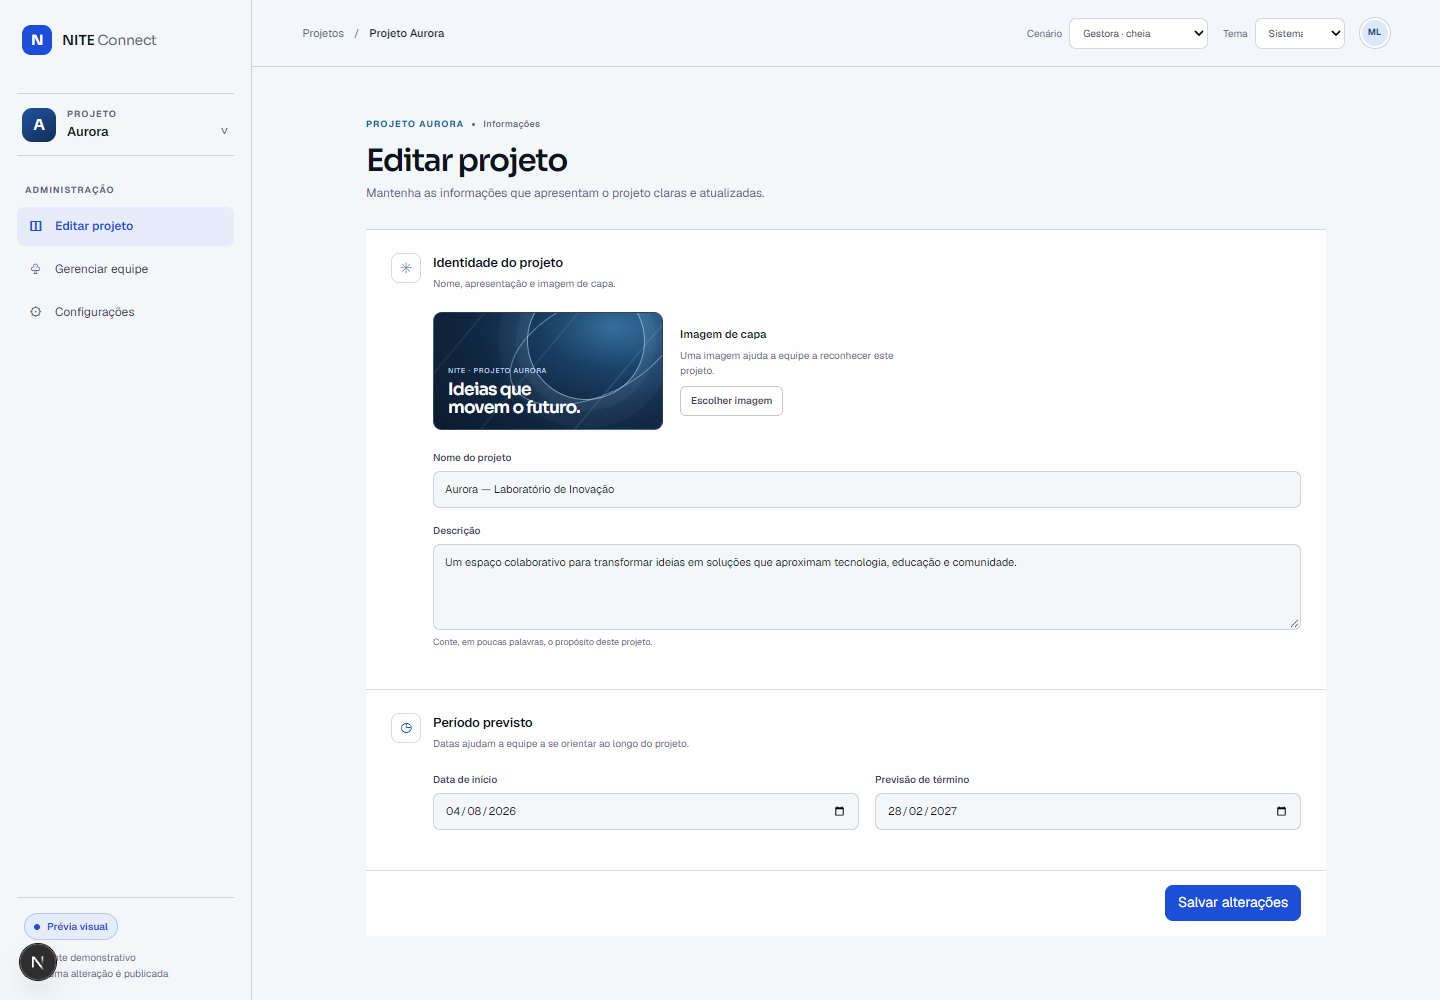 N NITE Connect
Projetos / Projeto Aurora
Cenário Gestora · cheia Tema Sistema ML
A PROJETO
Aurora v
ADMINISTRAÇÃO
Editar projeto
Gerenciar equipe
Configurações
PROJETO AURORA • Informações
Editar projeto
Mantenha as informações que apresentam o projeto claras e atualizadas.
Identidade do projeto
Nome, apresentação e imagem de capa.
NITE · PROJETO AURORA
Ideias que
movem o futuro.
Imagem de capa
Uma imagem ajuda a equipe a reconhecer este
projeto.
Escolher imagem
Nome do projeto
Aurora — Laboratório de Inovação
Descrição
Um espaço colaborativo para transformar ideias em soluções que aproximam tecnologia, educação e comunidade.
Conte, em poucas palavras, o propósito deste projeto.
Período previsto
Datas ajudam a equipe a se orientar ao longo do projeto.
Data de início
04/08/2026
Previsão de término
28/02/2027
Salvar alterações
Prévia visual
demonstrativo
alteração é publicada
N